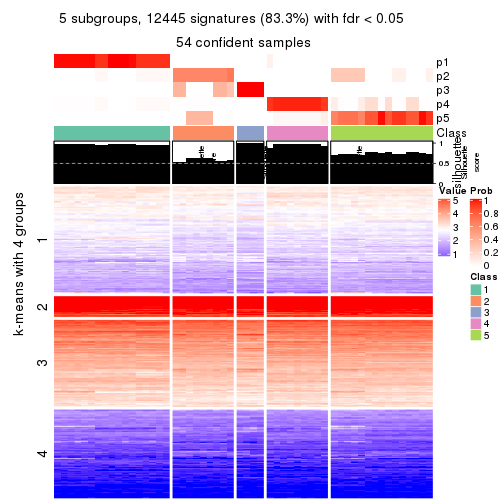 5 subgroups, 12445 signatures (83.3%) with fdr < 0.05
54 confident samples
p1
p2
p3
p4
p5
Class
1
0.5
0
silhouette
Silhouette
score
Value
5
4
3
2
1
Prob
1
0.8
0.6
0.4
0.2
0
Class
1
2
3
4
5
k-means with 4 groups
1
2
3
4